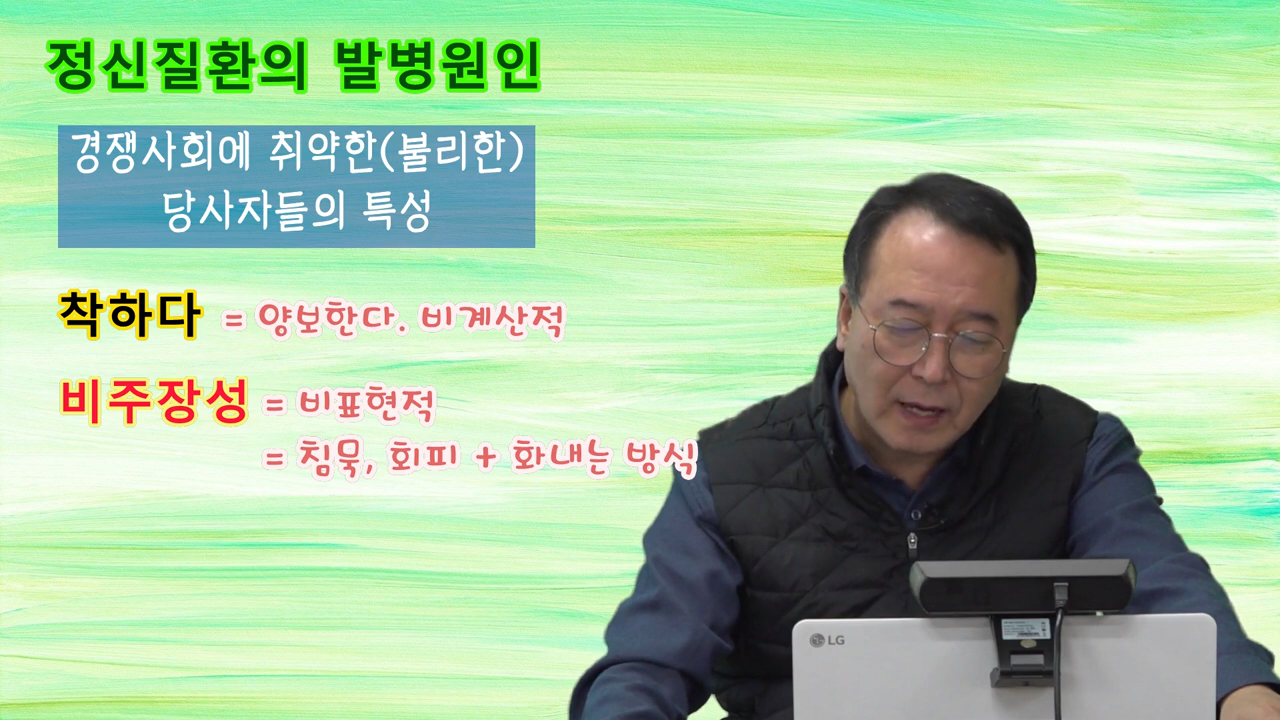 정신질환의 발병원인
경쟁사회에 취약한(불리한)
당사자들의 특성
착하다 = 양보한다. 비계산적
비주장성 = 비표현적
= 침묵, 회피 + 화내는 방식
LG